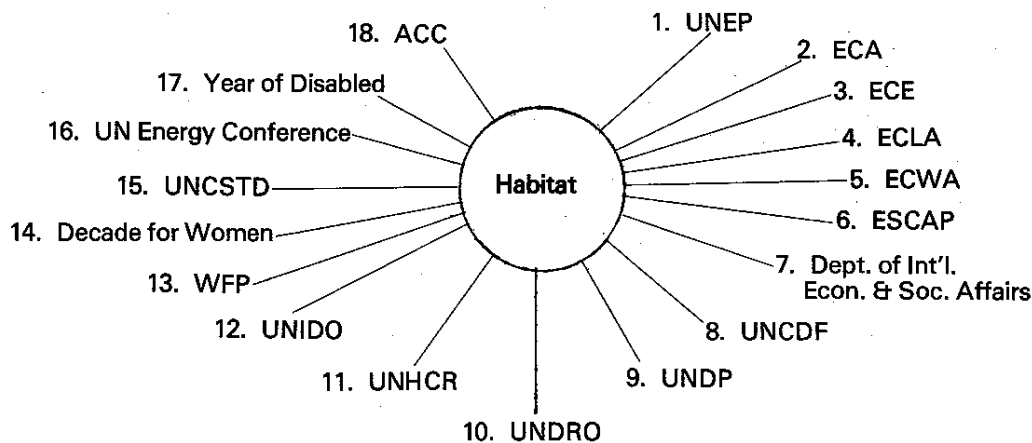 1. UNEP
2. ECA
3. ECE
4. ECLA
5. ECWA
6. ESCAP
7. Dept. of Int'l.
Econ. & Soc. Affairs
8. UNCDF
9. UNDP
10. UNDRO
11. UNHCR
12. UNIDO
13. WFP
14. Decade for Women
15. UNCSTD
16. UN Energy Conference
17. Year of Disabled
18. ACC
Habitat